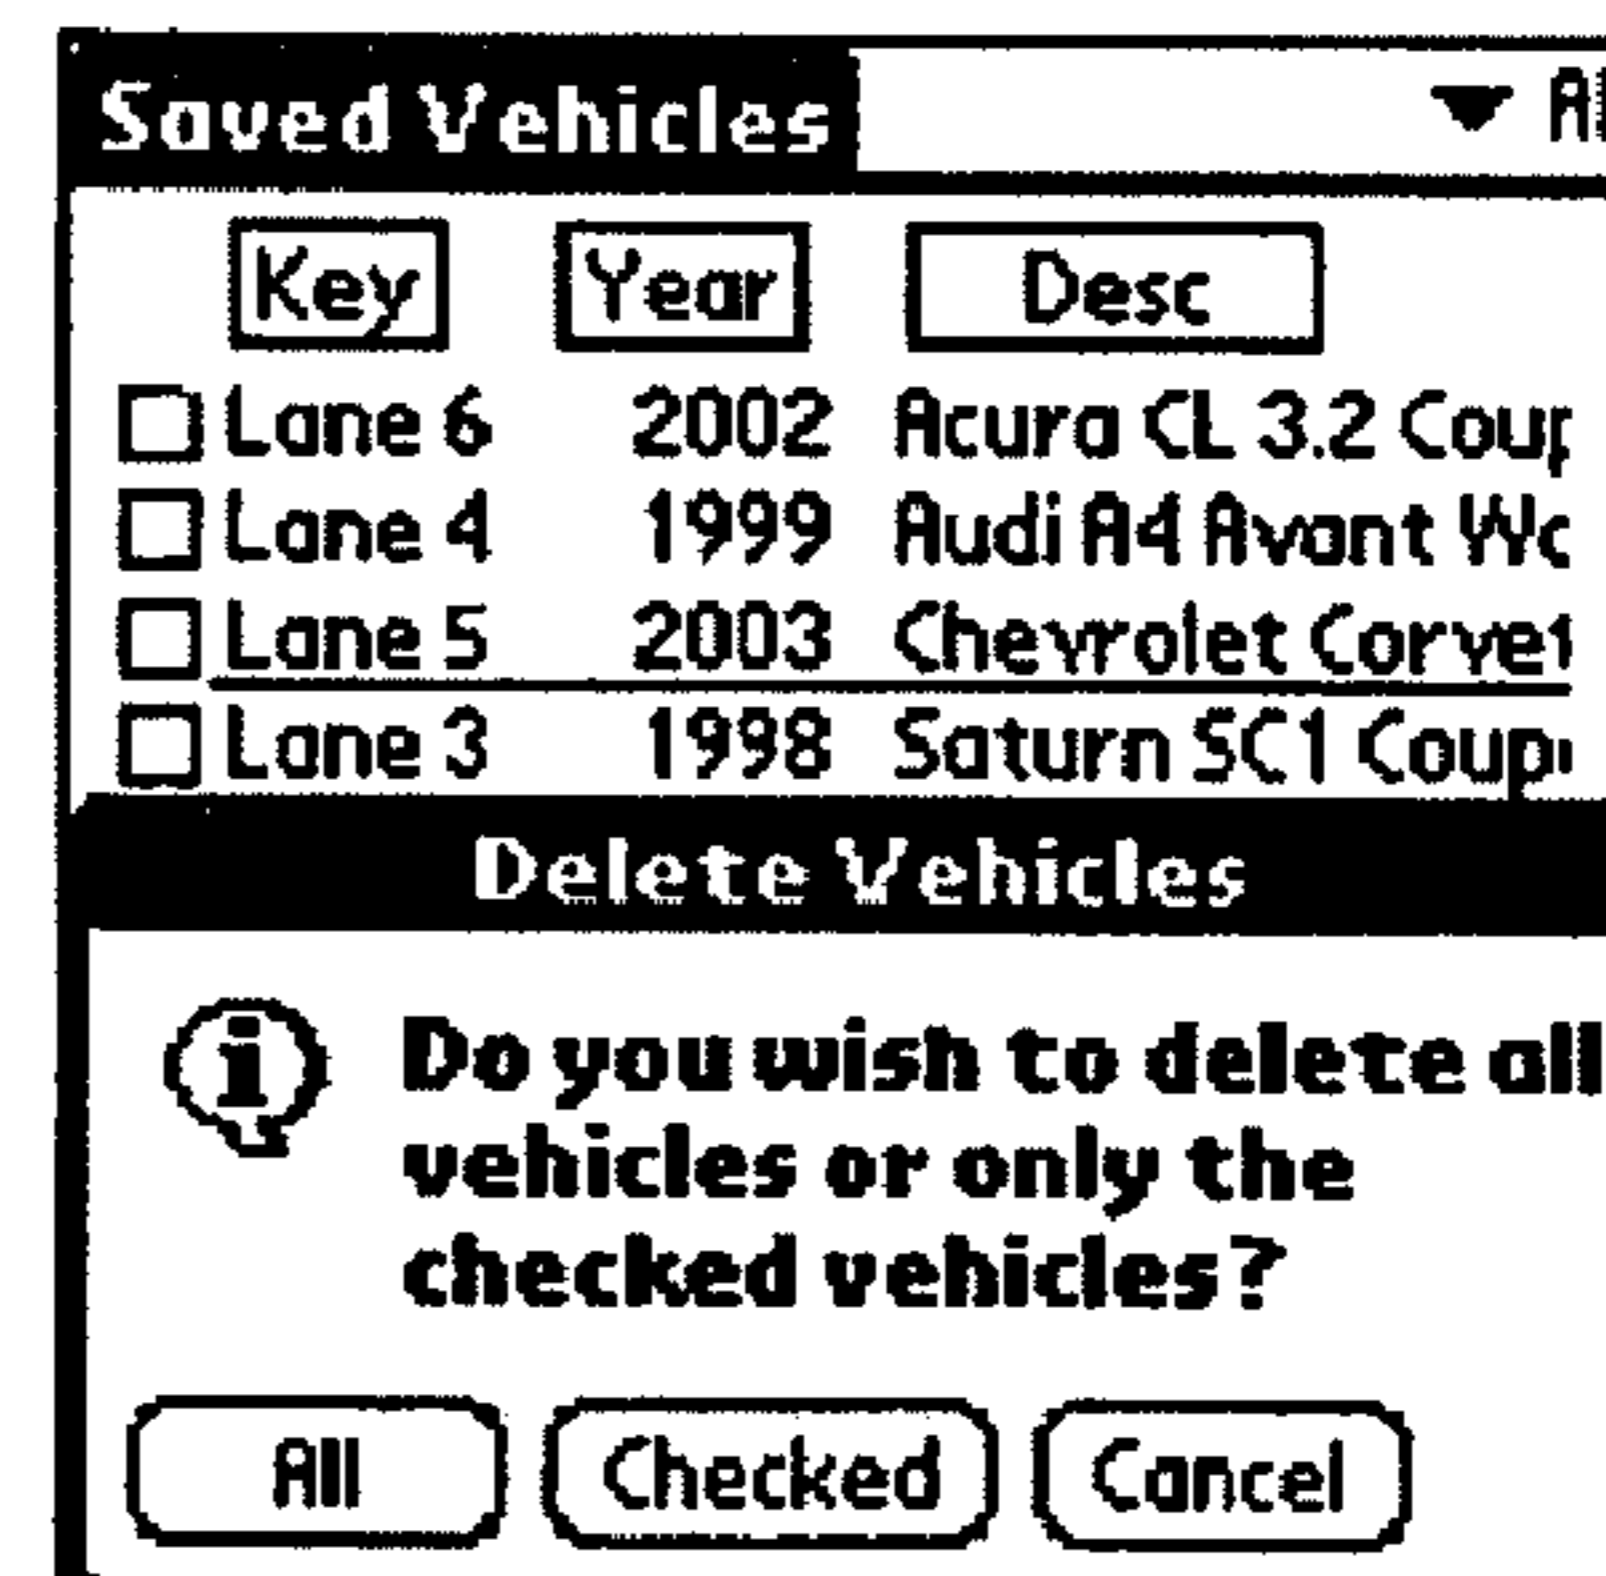 Saved Vehicles
Key Year Desc
Lane 6 2002 Acura CL 3.2
Lane 4 1999 Audi A4 Avant
Lane 5 2003 Chevrolet
Lane 3 1998 Saturn SC1
Delete Vehicles
Do you wish to delete all
vehicles or only the
checked vehicles?
All Checked Cancel